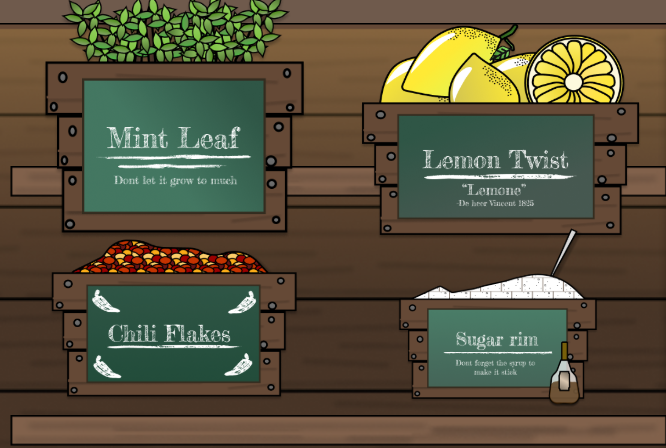 Mint Leaf
Dont let it grow to much
Lemon Twist
“Lemone”
-De heer Vincent 1825
Chili Flakes
Sugar rim
Dont forget the syrup to
make it stick